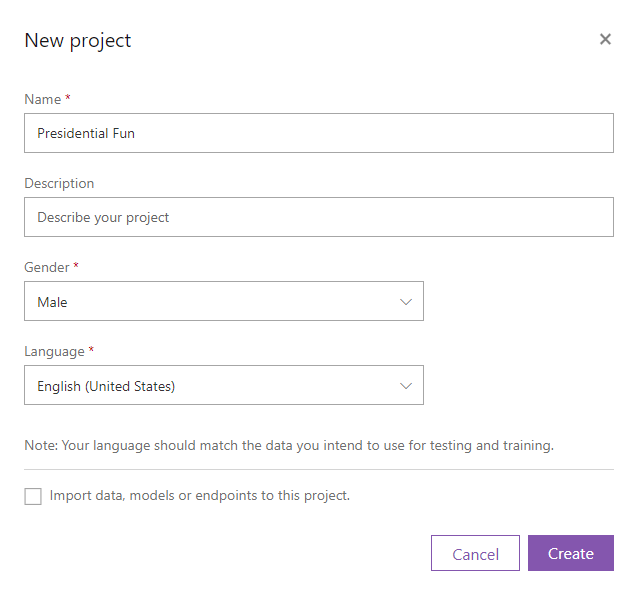 New project
Name *
Presidential Fun
Description
Describe your project
Gender *
Male
Language *
English (United States)
Note: Your language should match the data you intend to use for testing and training.
Import data, models or endpoints to this project.
Cancel
Create